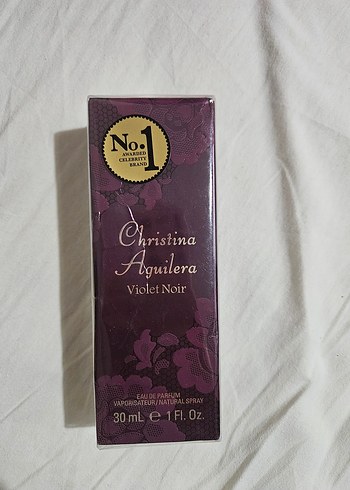 No.1
AWARDED
CELEBRITY
BRAND
Christina
Aguilera
Violet Noir
EAU DE PARFUM
VAPORISATEUR/NATURAL SPRAY
30 mL ℮ 1 Fl. Oz.